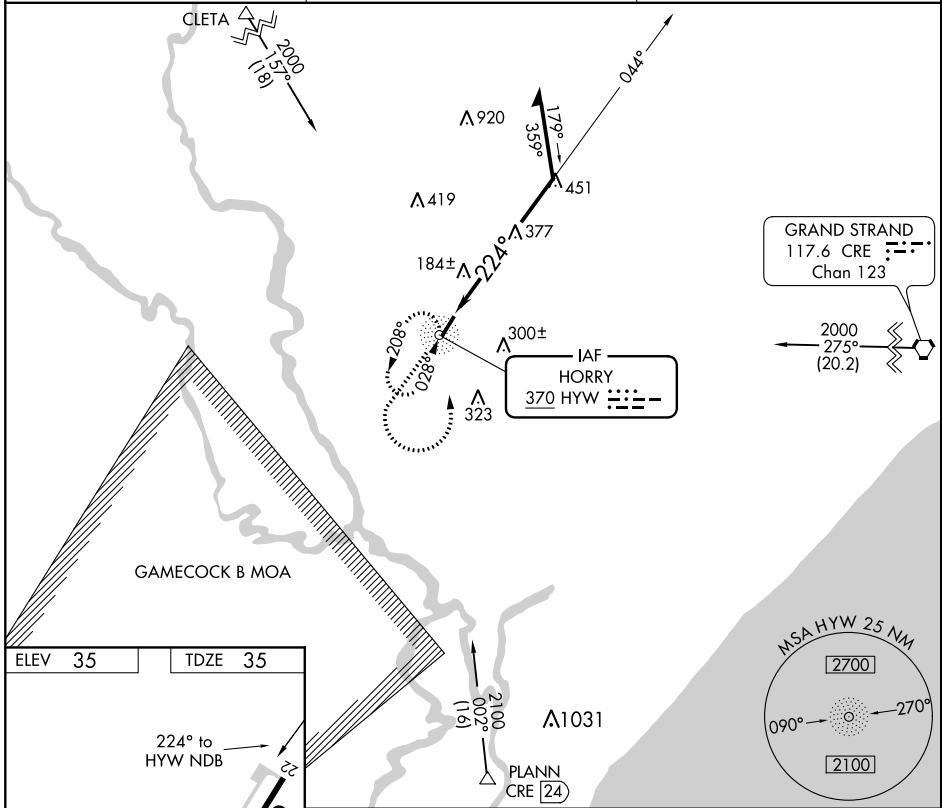 CLETA
2000
157°
(18)
044°
920
179°
359°
451
419
377
184±
224°
GRAND STRAND
117.6 CRE
Chan 123
2000
275°
(20.2)
208°
028°
300±
IAF
HORRY
370 HYW
323
GAMECOCK B MOA
MSA HYW 25 NM
2700
090°
270°
2100
ELEV 35
TDZE 35
224° to
HYW NDB
22
2100
002°
(16)
1031
PLANN
CRE 24